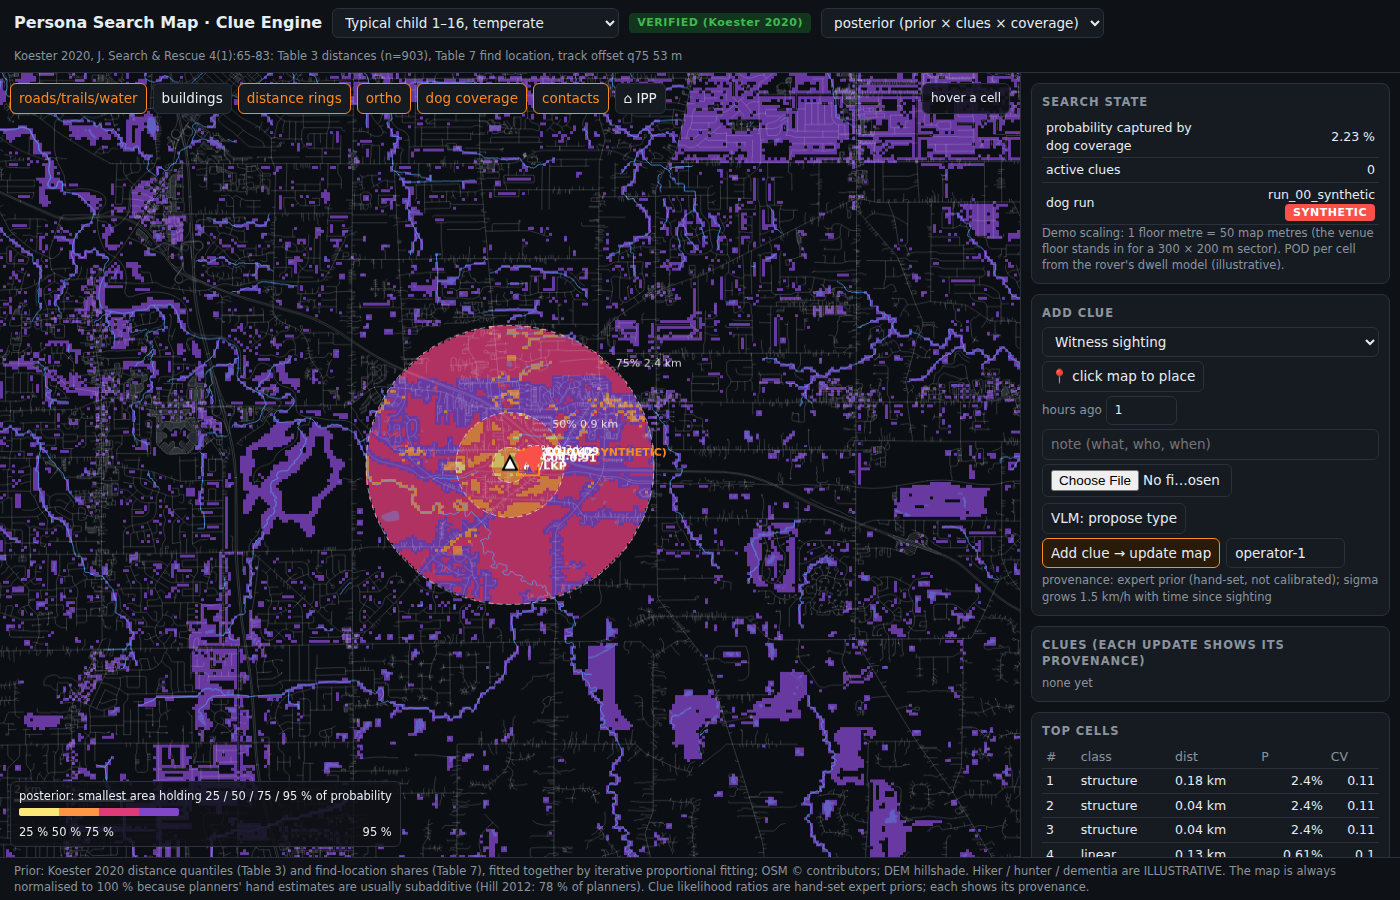 Persona Search Map · Clue Engine
Typical child 1–16, temperate
VERIFIED (Koester 2020)
posterior (prior × clues × coverage)
Koester 2020, J. Search & Rescue 4(1):65-83: Table 3 distances (n=903), Table 7 find location, track offset q75 53 m
roads/trails/water
buildings
distance rings
ortho
dog coverage
contacts
⌂ IPP
hover a cell
75% 2.4 km
50% 0.9 km
SYNTHETIC)
LKP
posterior: smallest area holding 25 / 50 / 75 / 95 % of probability
25 % 50 % 75 %
95 %
SEARCH STATE
probability captured by
dog coverage
2.23 %
active clues
0
dog run
run_00_synthetic
SYNTHETIC
Demo scaling: 1 floor metre = 50 map metres (the venue
floor stands in for a 300 × 200 m sector). POD per cell
from the rover's dwell model (illustrative).
ADD CLUE
Witness sighting
📍 click map to place
hours ago
1
note (what, who, when)
Choose File No fi...osen
VLM: propose type
Add clue → update map
operator-1
provenance: expert prior (hand-set, not calibrated); sigma
grows 1.5 km/h with time since sighting
CLUES (EACH UPDATE SHOWS ITS
PROVENANCE)
none yet
TOP CELLS
# class dist P CV
1 structure 0.18 km 2.4% 0.11
2 structure 0.04 km 2.4% 0.11
3 structure 0.04 km 2.4% 0.11
4 linear 0.13 km 0.61% 0.1
Prior: Koester 2020 distance quantiles (Table 3) and find-location shares (Table 7), fitted together by iterative proportional fitting; OSM © contributors; DEM hillshade. Hiker / hunter / dementia are ILLUSTRATIVE. The map is always
normalised to 100 % because planners' hand estimates are usually subadditive (Hill 2012: 78 % of planners). Clue likelihood ratios are hand-set expert priors; each shows its provenance.